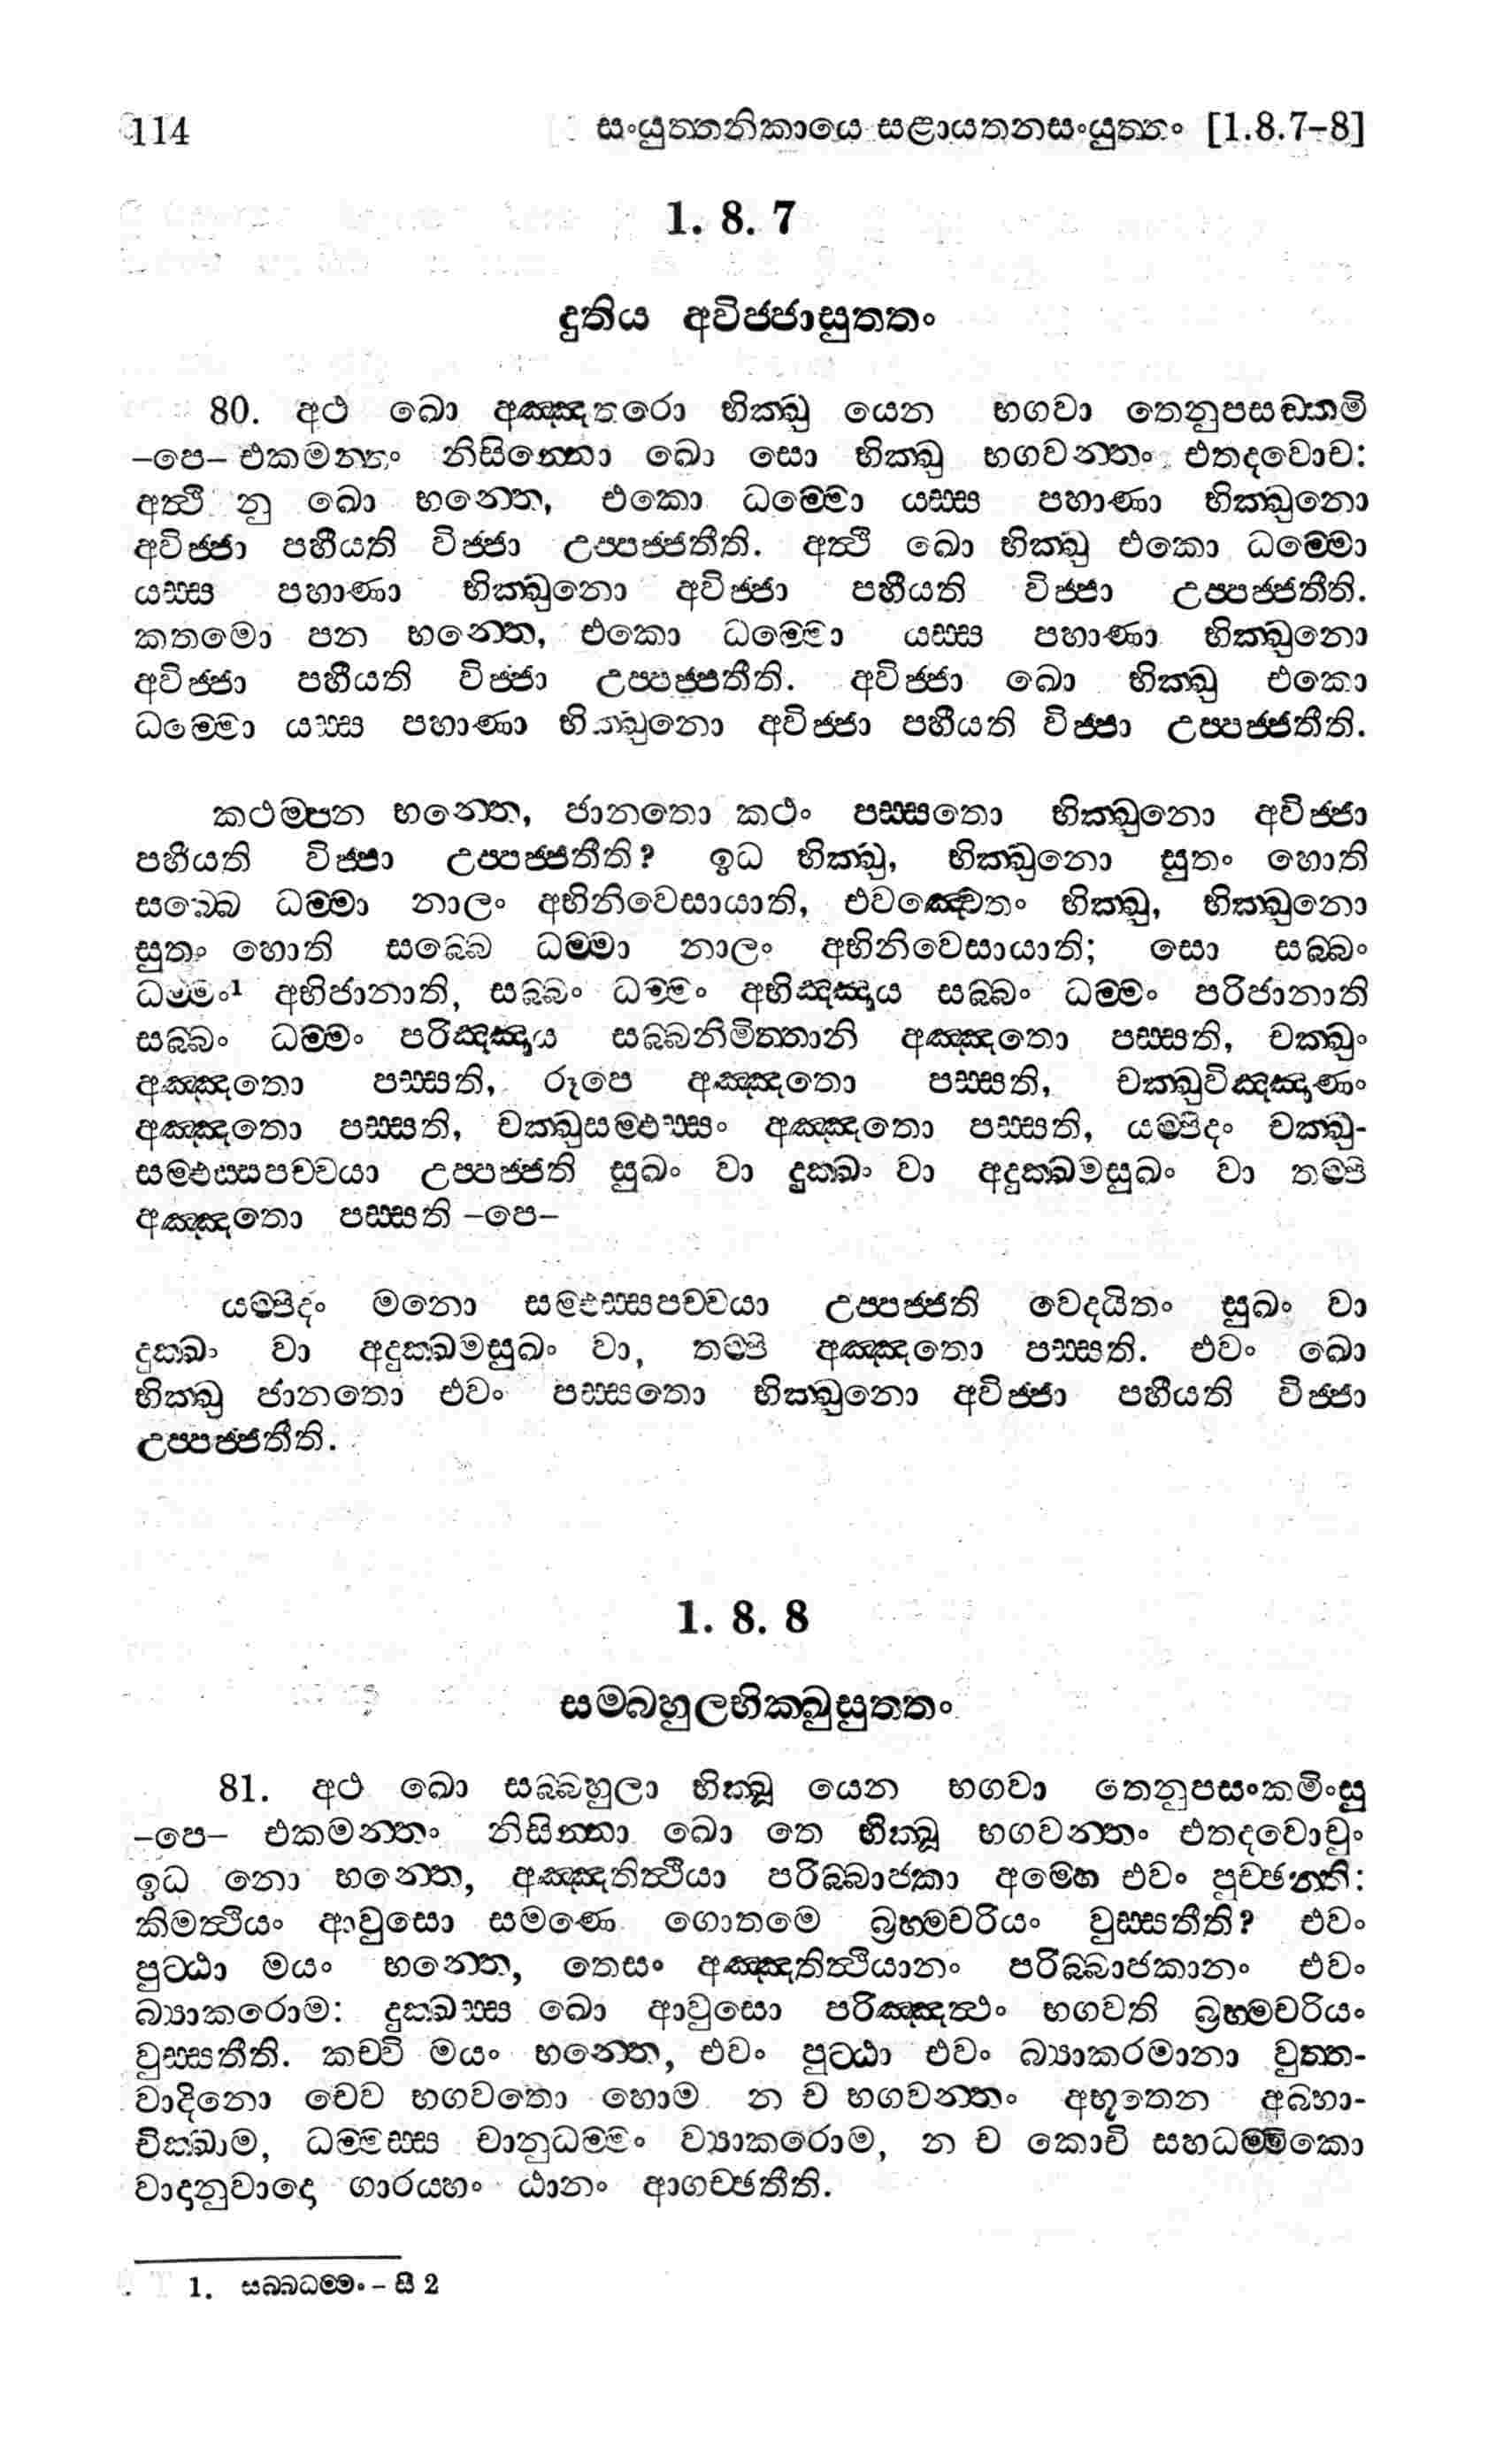 114 සංයුත්තනිකායෙ සළායතනසංයුත්තං [1.8.7-8]
1. 8. 7
දුතිය අවිජ්ජාසුත්තං
80. අථ ඛො අඤ්ඤතරො භික්ඛු යෙන භගවා තෙනුපසඞ්කමි
–පෙ– එකමන්තං නිසින්නො ඛො සො භික්ඛු භගවන්තං එතදවොච:
අත්ථි නු ඛො භන්තෙ, එකො ධම්මො යස්ස පහාණා භික්ඛුනො
අවිජ්ජා පහීයති විජ්ජා උප්පජ්ජතීති. අත්ථි ඛො භික්ඛු එකො ධම්මො
යස්ස පහාණා භික්ඛුනො අවිජ්ජා පහීයති විජ්ජා උප්පජ්ජතීති.
කතමො පන භන්තෙ, එකො ධම්මො යස්ස පහාණා භික්ඛුනො
අවිජ්ජා පහීයති විජ්ජා උප්පජ්ජතීති. අවිජ්ජා ඛො භික්ඛු එකො
ධම්මො යස්ස පහාණා භික්ඛුනො අවිජ්ජා පහීයති විජ්ජා උප්පජ්ජතීති.
කථම්පන භන්තෙ, ජානතො කථං පස්සතො භික්ඛුනො අවිජ්ජා
පහීයති විජ්ජා උප්පජ්ජතීති? ඉධ භික්ඛු, භික්ඛුනො සුතං හොති
සබ්බෙ ධම්මා නාලං අභිනිවෙසායාති, එවඤ්චෙතං භික්ඛු, භික්ඛුනො
සුතං හොති සබ්බෙ ධම්මා නාලං අභිනිවෙසායාති; සො සබ්බං
ධම්මං¹ අභිජානාති, සබ්බං ධම්මං අභිඤ්ඤාය සබ්බං ධම්මං පරිජානාති
සබ්බං ධම්මං පරිඤ්ඤාය සබ්බනිමිත්තානි අඤ්ඤතො පස්සති, චක්ඛුං
අඤ්ඤතො පස්සති, රූපෙ අඤ්ඤතො පස්සති, චක්ඛුවිඤ්ඤාණං
අඤ්ඤතො පස්සති, චක්ඛුසම්ඵස්සං අඤ්ඤතො පස්සති, යම්පිදං චක්ඛු-
සම්ඵස්සපච්චයා උප්පජ්ජති සුඛං වා දුක්ඛං වා අදුක්ඛමසුඛං වා තම්පි
අඤ්ඤතො පස්සති –පෙ–
යම්පිදං මනො සම්ඵස්සපච්චයා උප්පජ්ජති වෙදයිතං සුඛං වා
දුක්ඛං වා අදුක්ඛමසුඛං වා, තම්පි අඤ්ඤතො පස්සති. එවං ඛො
භික්ඛු ජානතො එවං පස්සතො භික්ඛුනො අවිජ්ජා පහීයති විජ්ජා
උප්පජ්ජතීති.
1. 8. 8
සම්බහුලභික්ඛුසුත්තං
81. අථ ඛො සබ්බහුලා භික්ඛූ යෙන භගවා තෙනුපසංකමිංසු
–පෙ– එකමන්තං නිසින්නා ඛො තෙ භික්ඛූ භගවන්තං එතදවොචුං
ඉධ නො භන්තෙ, අඤ්ඤතිත්ථියා පරිබ්බාජකා අම්හෙ එවං පුච්ඡන්ති:
කිමත්ථියං ආවුසො සමණෙ ගොතමෙ බ්‍රහ්මචරියං වුස්සතීති? එවං
පුට්ඨා මයං භන්තෙ, තෙසං අඤ්ඤතිත්ථියානං පරිබ්බාජකානං එවං
බ්‍යාකරොම: දුක්ඛස්ස ඛො ආවුසො පරිඤ්ඤත්ථං භගවති බ්‍රහ්මචරියං
වුස්සතීති. කච්චි මයං භන්තෙ, එවං පුට්ඨා එවං බ්‍යාකරමානා වුත්ත-
වාදිනො චෙව භගවතො හොම න ච භගවන්තං අභූතෙන අබ්භා-
චික්ඛාම, ධම්මස්ස චානුධම්මං ව්‍යාකරොම, න ච කොචි සහධම්මිකො
වාදානුවාදො ගාරය්හං ඨානං ආගච්ඡතීති.
1. සබ්බධම්මං – සී 2